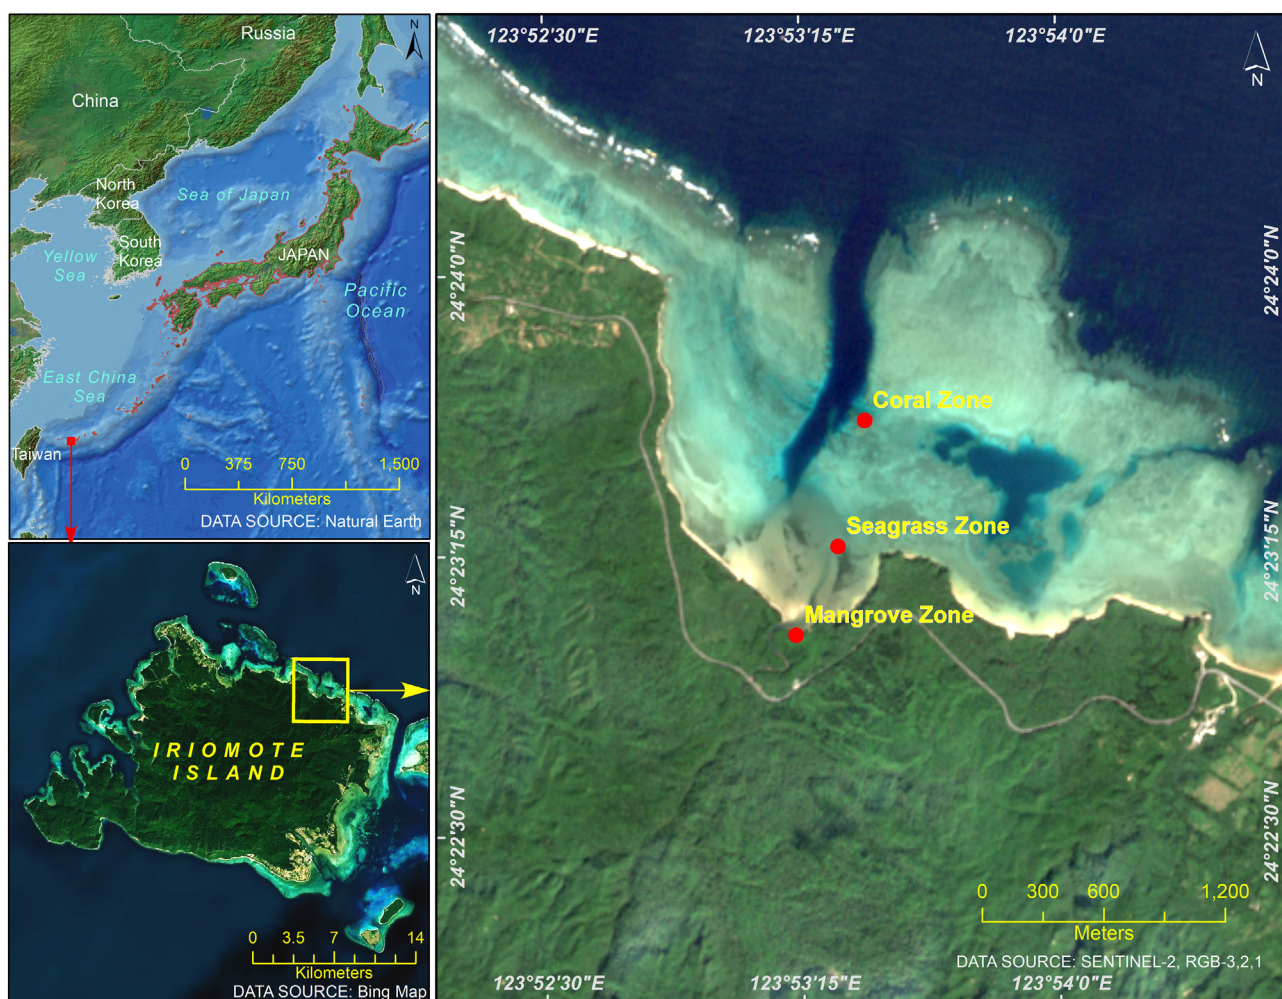 Russia
N
China
North
Korea
Sea of Japan
South
Korea
JAPAN
Yellow
Sea
Pacific
Ocean
East China
Sea
Taiwan
0 375 750 1,500
Kilometers
DATA SOURCE: Natural Earth
N
IRIOMOTE
ISLAND
0 3.5 7 14
Kilometers
DATA SOURCE: Bing Map
123°52'30"E 123°53'15"E 123°54'0"E
N
24°24'0"N 24°24'0"N
Coral Zone
Seagrass Zone
24°23'15"N 24°23'15"N
Mangrove Zone
24°22'30"N 24°22'30"N
0 300 600 1,200
Meters
DATA SOURCE: SENTINEL-2, RGB-3,2,1
123°52'30"E 123°53'15"E 123°54'0"E